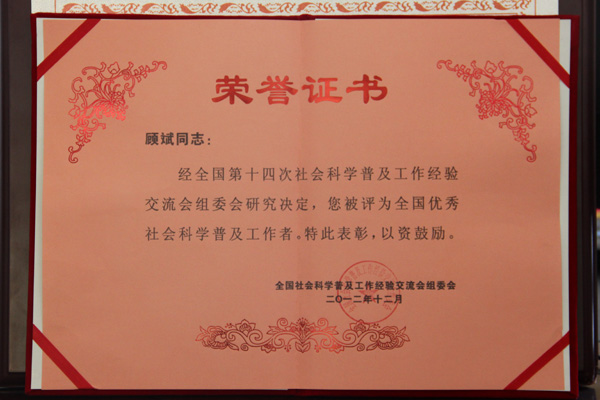 荣誉证书
顾斌同志：
经全国第十四次社会科学普及工作经验
交流会组委会研究决定，您被评为全国优秀
社会科学普及工作者。特此表彰，以资鼓励。
全国社会科学普及工作经验交流会组委会
二〇一二年十二月